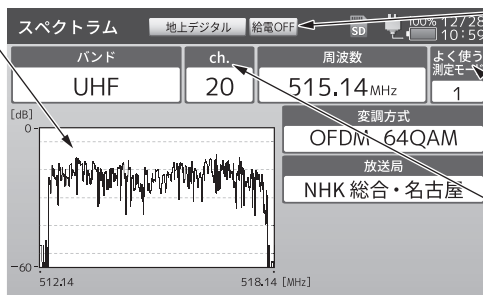 スペクトラム 地上デジタル 給電OFF SD 100% 12/28
10:59
バンド ch. 周波数 よく使う
測定モード
UHF 20 515.14MHz 1
[dB]
0
変調方式
OFDM 64QAM
放送局
NHK 総合・名古屋
-60
512.14 518.14 [MHz]